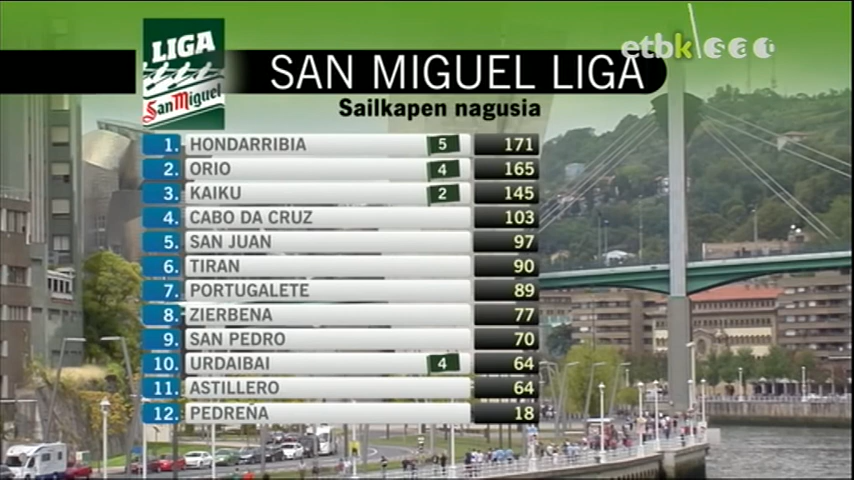 etbksat
LIGA
San Miguel
SAN MIGUEL LIGA
Sailkapen nagusia
1. HONDARRIBIA 5 171
2. ORIO 4 165
3. KAIKU 2 145
4. CABO DA CRUZ 103
5. SAN JUAN 97
6. TIRAN 90
7. PORTUGALETE 89
8. ZIERBENA 77
9. SAN PEDRO 70
10. URDAIBAI 4 64
11. ASTILLERO 64
12. PEDREÑA 18